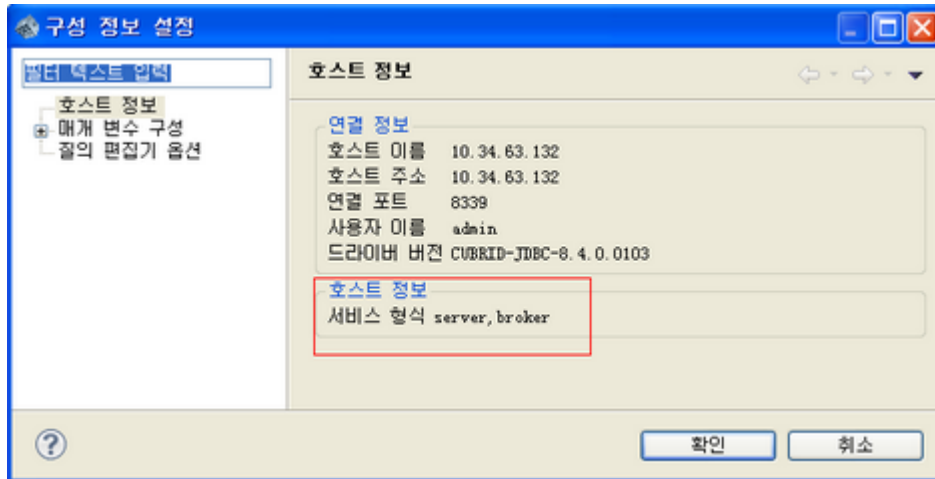 구성 정보 설정
필터 텍스트 입력
호스트 정보
매개 변수 구성
질의 편집기 옵션
호스트 정보
연결 정보
호스트 이름 10.34.63.132
호스트 주소 10.34.63.132
연결 포트 8339
사용자 이름 admin
드라이버 버전 CUBRID-JDBC-8.4.0.0103
호스트 정보
서비스 형식 server,broker
확인
취소